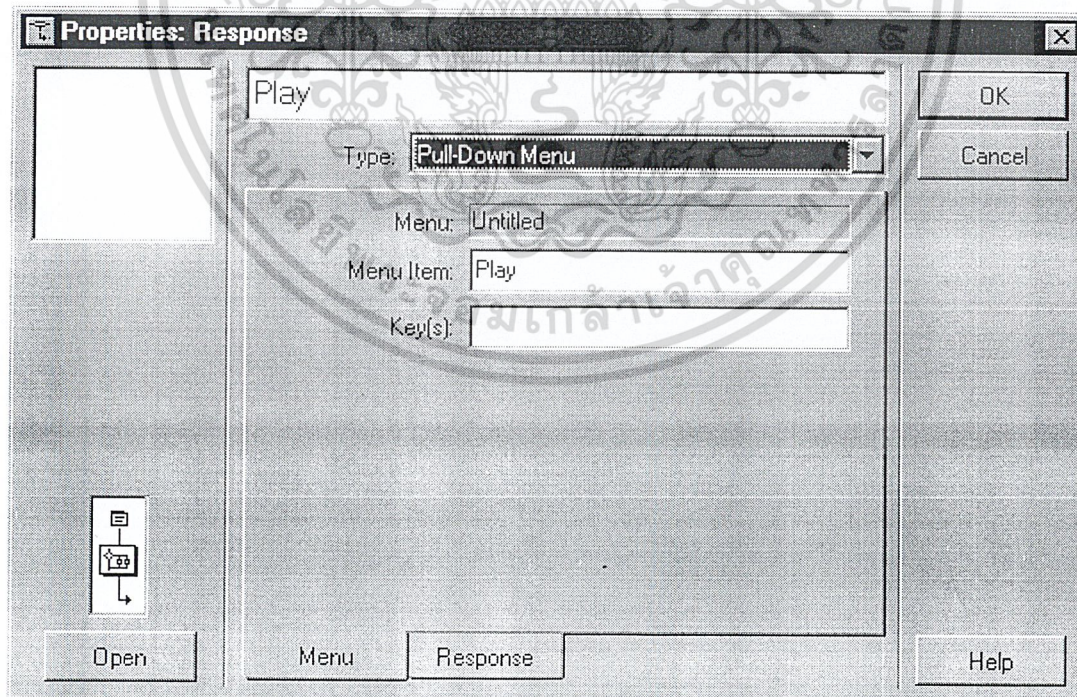 Properties: Response
Play
OK
Type: Pull-Down Menu
Cancel
Menu: Untitled
Menu Item: Play
Key(s):
Open
Menu
Response
Help